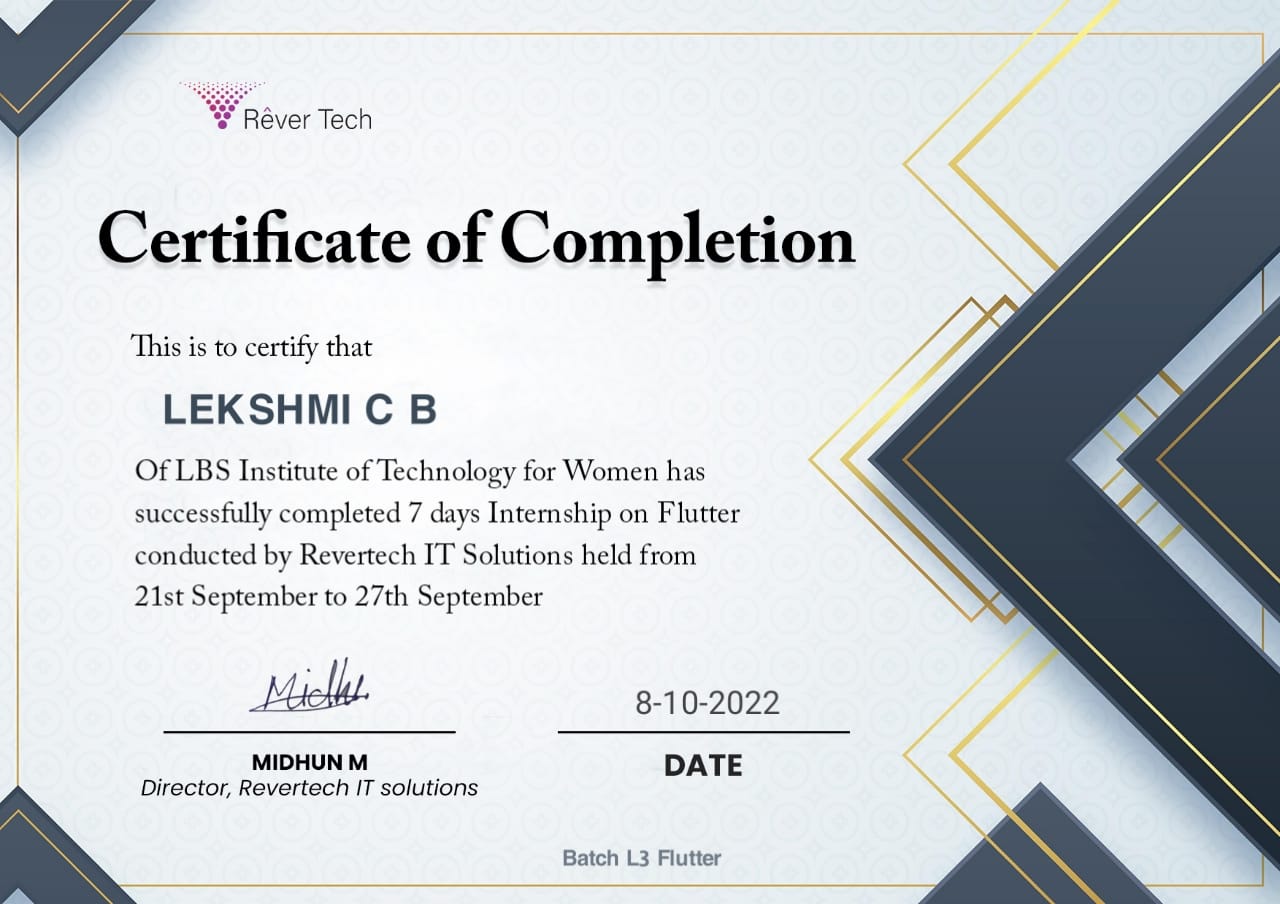 Rêver Tech
Certificate of Completion
This is to certify that
LEKSHMI C B
Of LBS Institute of Technology for Women has
successfully completed 7 days Internship on Flutter
conducted by Revertech IT Solutions held from
21st September to 27th September
Midhu
8-10-2022
MIDHUN M
DATE
Director, Revertech IT solutions
Batch L3 Flutter